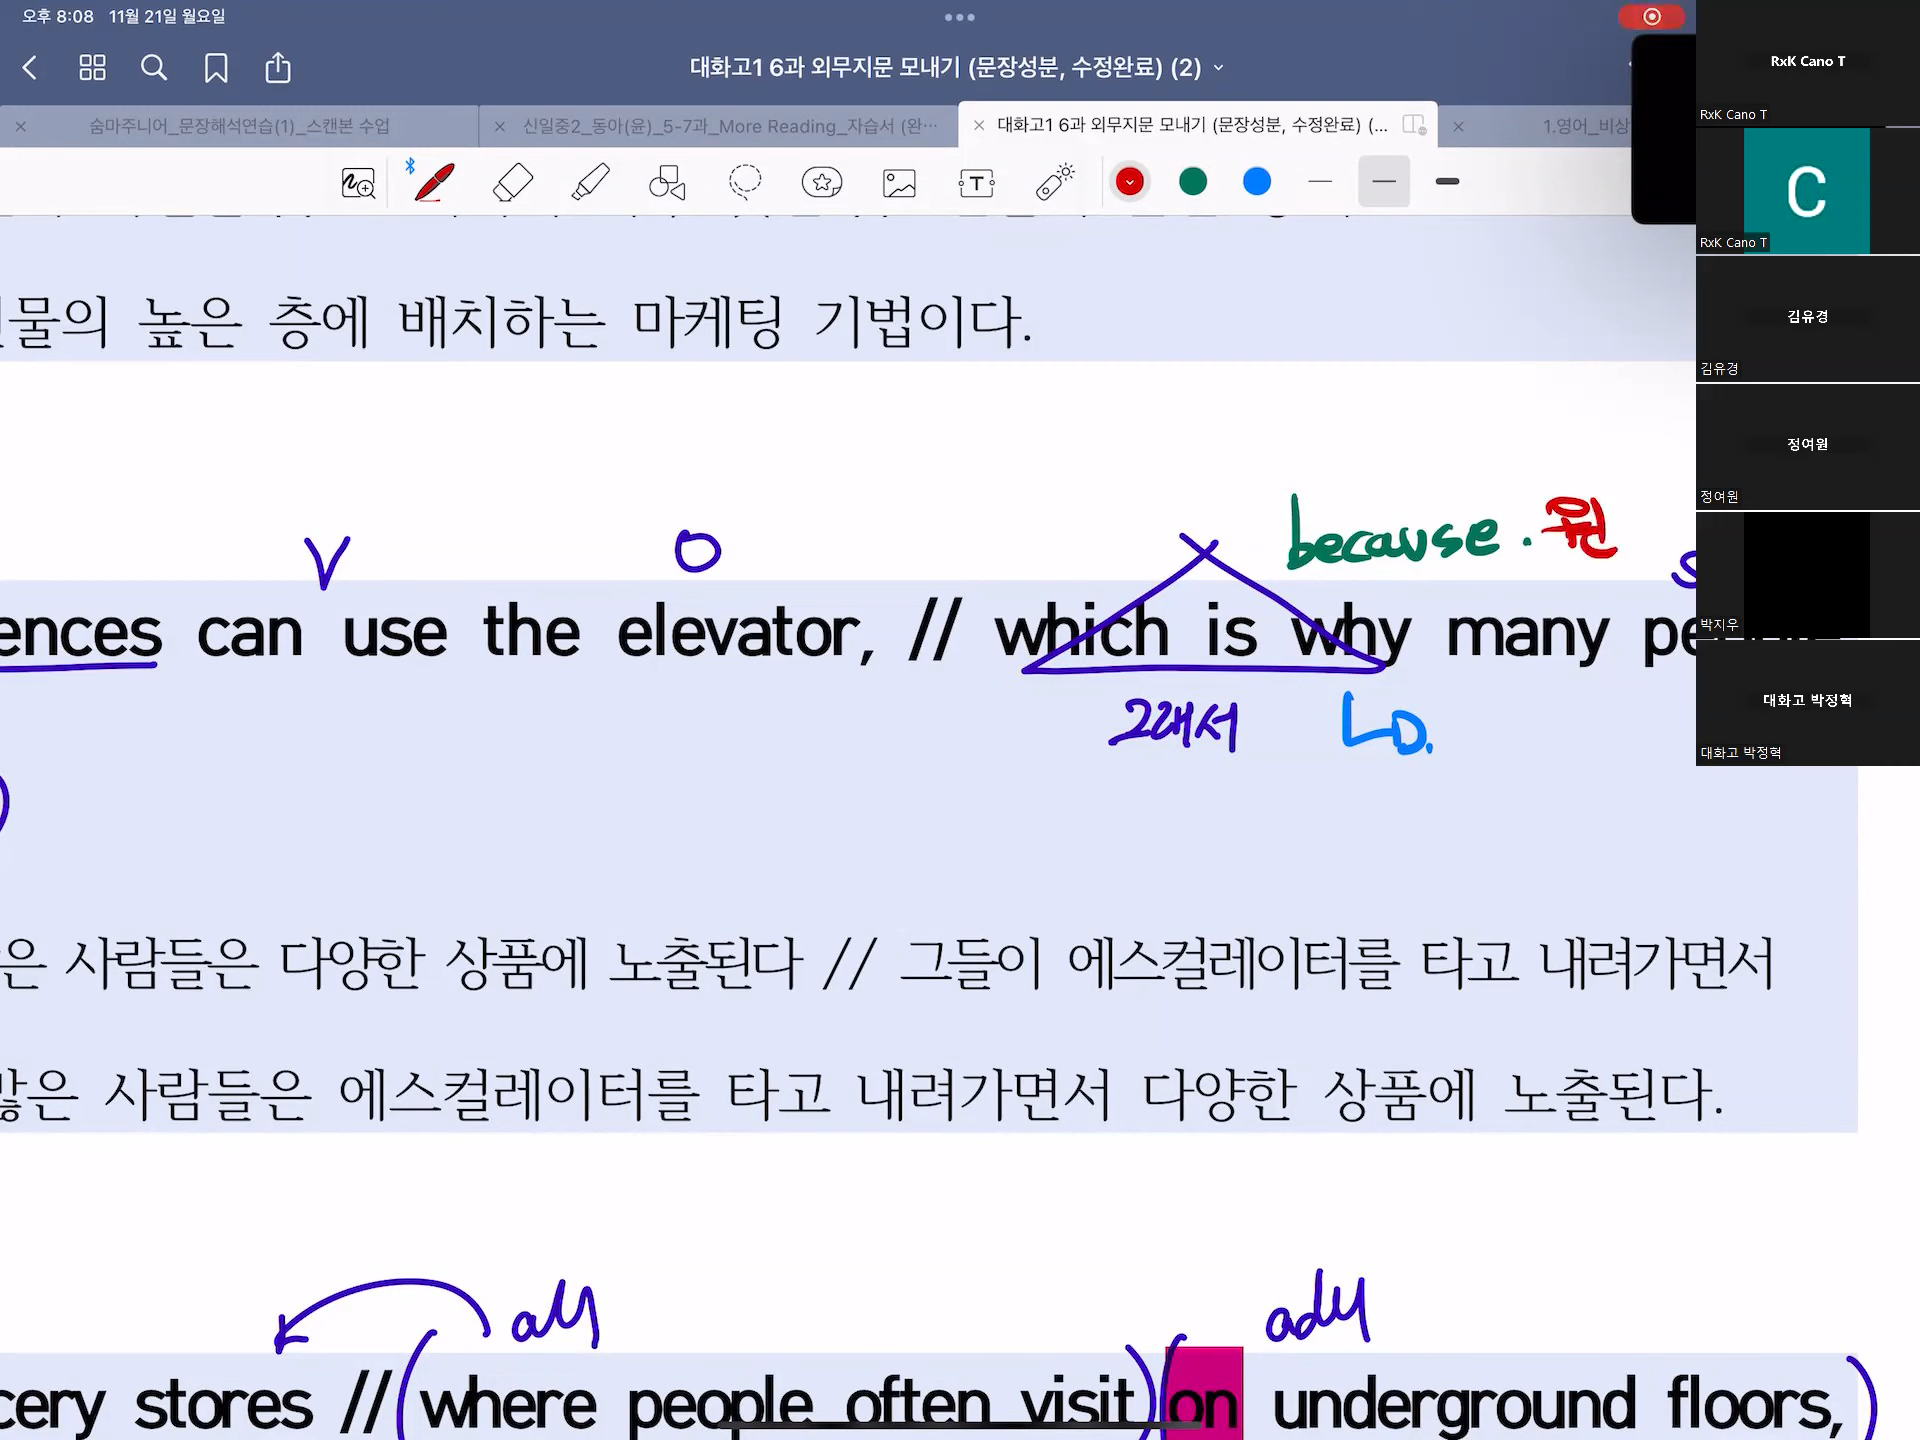 오후 8:08 11월 21일 월요일
대화고1 6과 외무지문 모내기 (문장성분, 수정완료) (2)
숨마주니어_문장해석연습(1)_스캔본 수업
신일중2_동아(윤)_5-7과_More Reading_자습서 (완…
대화고1 6과 외무지문 모내기 (문장성분, 수정완료) (...
1.영어_비상
RxK Cano T
RxK Cano T
C
RxK Cano T
김유경
김유경
정여원
정여원
박지우
대화고 박정혁
대화고 박정혁
물의 높은 층에 배치하는 마케팅 기법이다.
V O because. 원 S
ences can use the elevator, // which is why many pe
그래서
은 사람들은 다양한 상품에 노출된다 // 그들이 에스컬레이터를 타고 내려가면서
많은 사람들은 에스컬레이터를 타고 내려가면서 다양한 상품에 노출된다.
cery stores // (where people often visit) (on underground floors,)